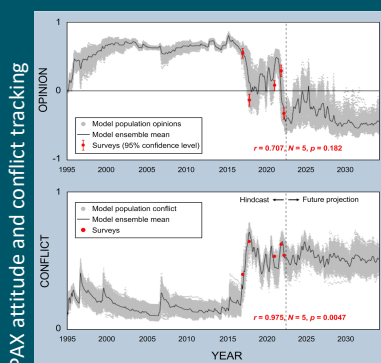 PAX attitude and conflict tracking
OPINION
1
0
-1
Model population opinions
Model ensemble mean
Surveys (95% confidence level)
r = 0.707, N = 5, p = 0.182
1995 2000 2005 2010 2015 2020 2025 2030
CONFLICT
1
0
Model population conflict
Model ensemble mean
Surveys
Hindcast Future projection
r = 0.975, N = 5, p = 0.0047
1995 2000 2005 2010 2015 2020 2025 2030
YEAR